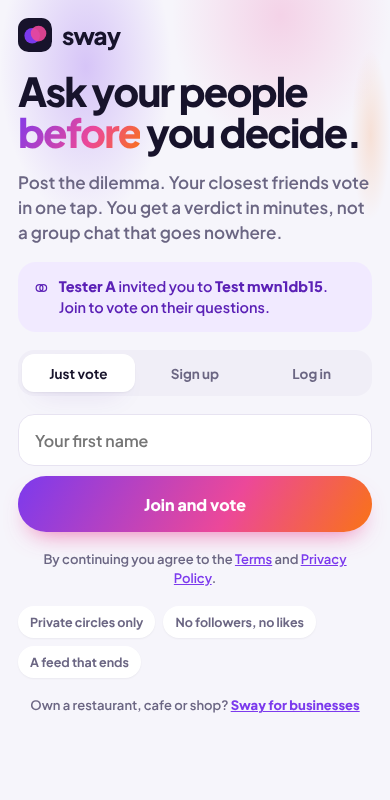 sway
Ask your people
before you decide.
Post the dilemma. Your closest friends vote
in one tap. You get a verdict in minutes, not
a group chat that goes nowhere.
Tester A invited you to Test mwn1db15.
Join to vote on their questions.
Just vote
Sign up
Log in
Your first name
Join and vote
By continuing you agree to the Terms and Privacy
Policy.
Private circles only
No followers, no likes
A feed that ends
Own a restaurant, cafe or shop? Sway for businesses